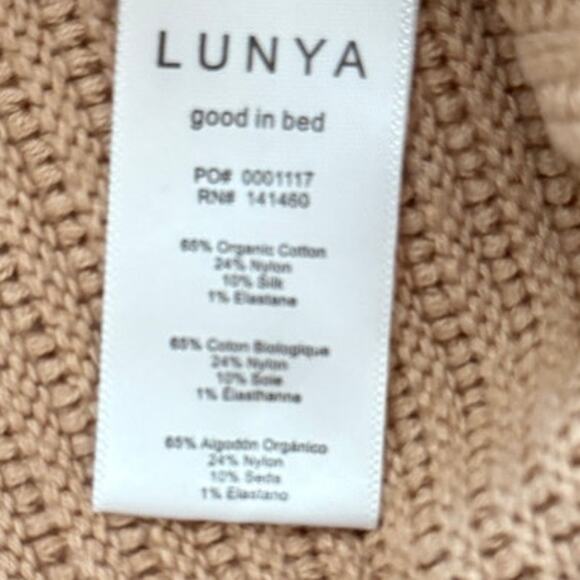 LUNYA
good in bed
PO# 0001117
RN# 141460
65% Organic Cotton
24% Nylon
10% Silk
1% Elastane
65% Coton Biologique
24% Nylon
10% Soie
1% Élasthanne
65% Algodón Orgánico
24% Nylon
10% Seda
1% Elastano